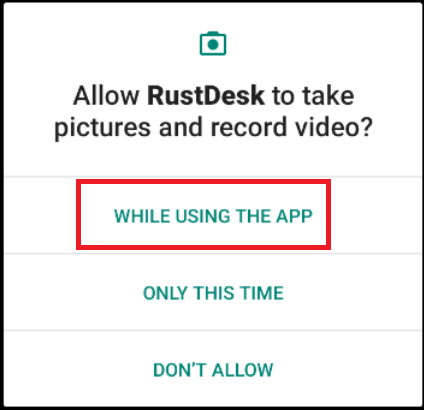 Allow RustDesk to take
pictures and record video?
WHILE USING THE APP
ONLY THIS TIME
DON’T ALLOW